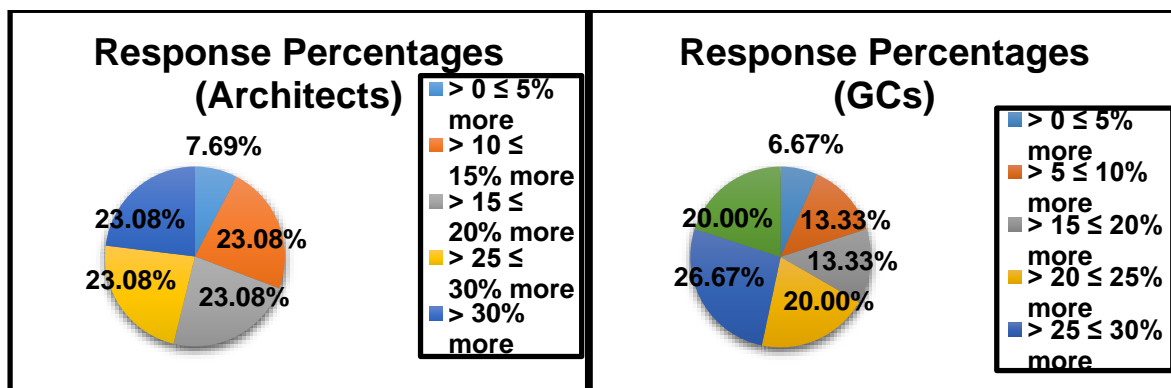 Response Percentages
(Architects)
7.69%
23.08%
23.08%
23.08%
23.08%
> 0 ≤ 5%
more
> 10 ≤
15% more
> 15 ≤
20% more
> 25 ≤
30% more
> 30%
more
Response Percentages
(GCs)
6.67%
13.33%
13.33%
20.00%
26.67%
20.00%
> 0 ≤ 5%
more
> 5 ≤ 10%
more
> 15 ≤ 20%
more
> 20 ≤ 25%
more
> 25 ≤ 30%
more